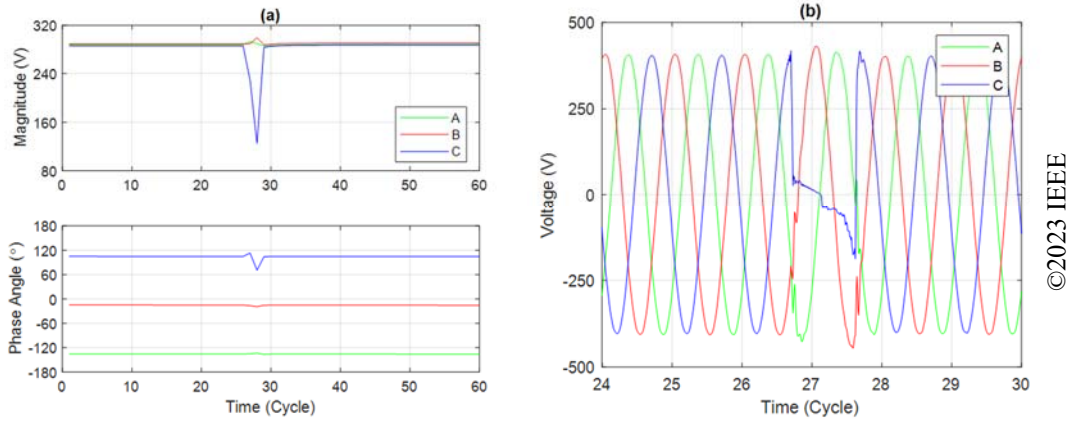 (a)
320
240
160
80
Magnitude (V)
A
B
C
0 10 20 30 40 50 60
180
120
60
0
-60
-120
-180
Phase Angle (°)
0 10 20 30 40 50 60
Time (Cycle)
(b)
500
250
0
-250
-500
Voltage (V)
A
B
C
24 25 26 27 28 29 30
Time (Cycle)
©2023 IEEE